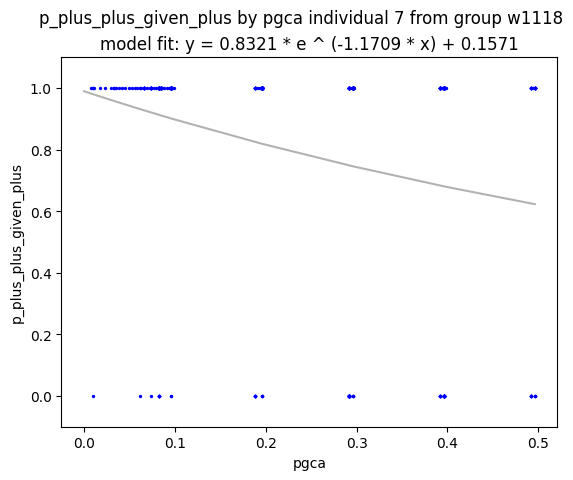 p_plus_plus_given_plus by pgca individual 7 from group w1118
model fit: y = 0.8321 * e ^ (-1.1709 * x) + 0.1571
1.0
0.8
0.6
0.4
0.2
0.0
p_plus_plus_given_plus
0.0 0.1 0.2 0.3 0.4 0.5
pgca